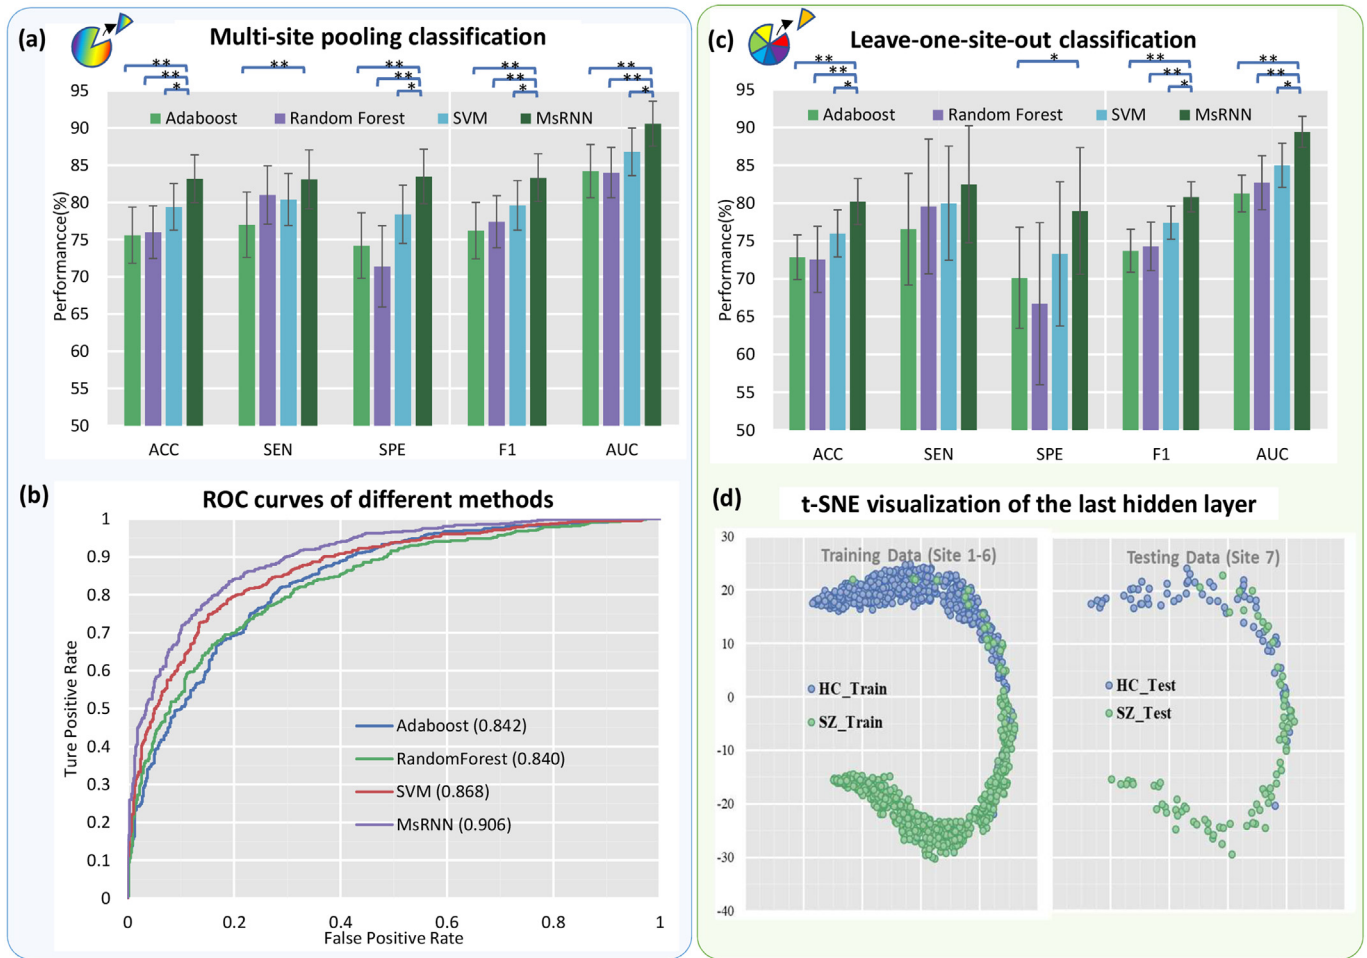 (a)
Multi-site pooling classification
** ** ** ** **
** ** ** **
* * * *
95
90
85
80
75
70
65
60
55
50
Performancce(%)
Adaboost Random Forest SVM MsRNN
ACC SEN SPE F1 AUC
(b)
ROC curves of different methods
1
0.9
0.8
0.7
0.6
0.5
0.4
0.3
0.2
0.1
0
Ture Positive Rate
Adaboost (0.842)
RandomForest (0.840)
SVM (0.868)
MsRNN (0.906)
0 0.2 0.4 0.6 0.8 1
False Positive Rate
(c)
Leave-one-site-out classification
** * ** **
** ** **
* * *
95
90
85
80
75
70
65
60
55
50
Performance(%)
Adaboost Random Forest SVM MsRNN
ACC SEN SPE F1 AUC
(d)
t-SNE visualization of the last hidden layer
30
20
10
0
-10
-20
-30
-40
Training Data (Site 1-6)
HC_Train
SZ_Train
Testing Data (Site 7)
HC_Test
SZ_Test